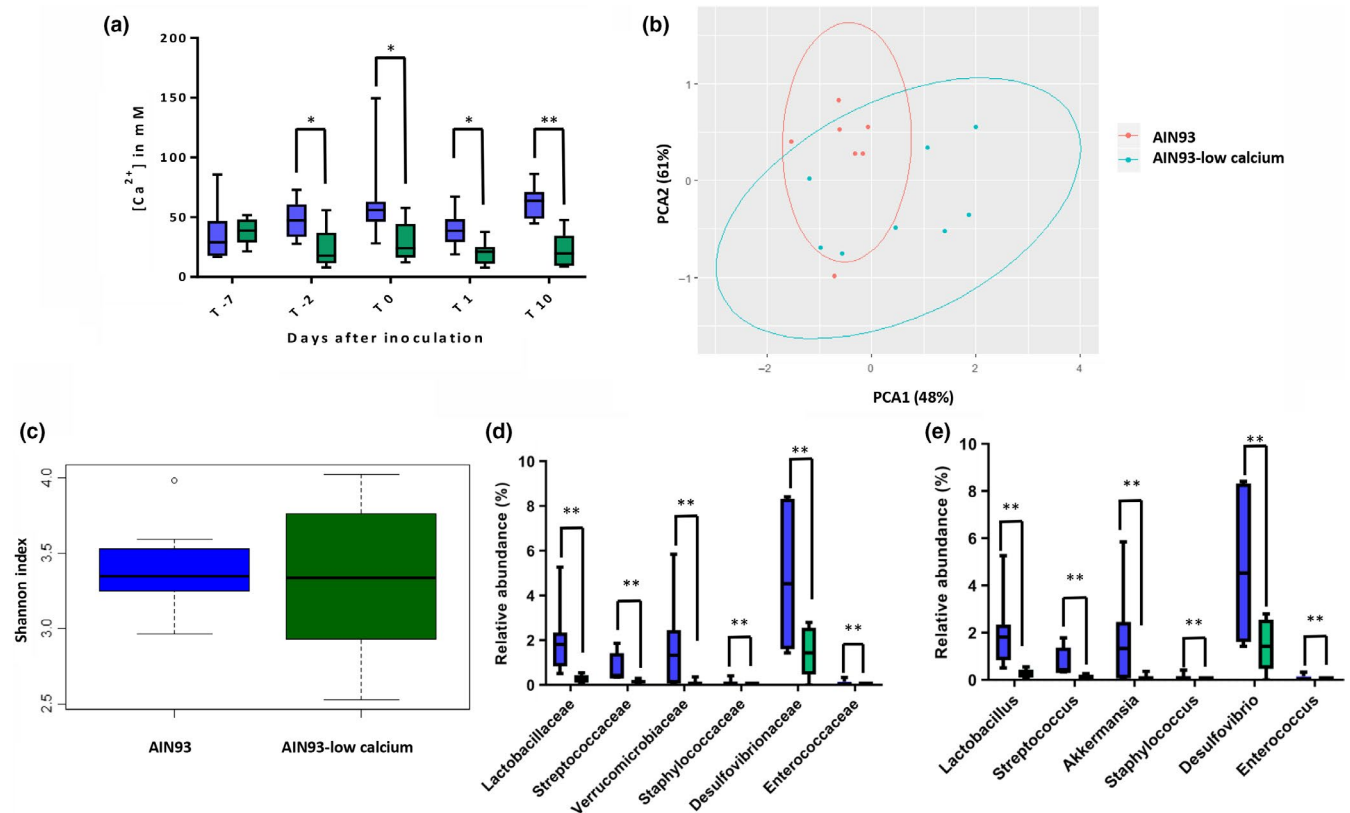 (a)
200
150
100
50
0
[Ca2+] in mM
*
*
*
**
T -7
T -2
T 0
T 1
T 10
Days after inoculation
(b)
1
0
−1
PCA2 (61%)
−2
0
2
4
PCA1 (48%)
AIN93
AIN93-low calcium
(c)
4.0
3.5
3.0
2.5
Shannon index
AIN93
AIN93-low calcium
(d)
10
8
6
4
2
0
Relative abundance (%)
**
**
**
**
**
**
Lactobacillaceae
Streptococcaceae
Verrucomicrobiaceae
Staphylococcaceae
Desulfovibrionaceae
Enterococcaceae
(e)
10
8
6
4
2
0
Relative abundance (%)
**
**
**
**
**
**
Lactobacillus
Streptococcus
Akkermansia
Staphylococcus
Desulfovibrio
Enterococcus